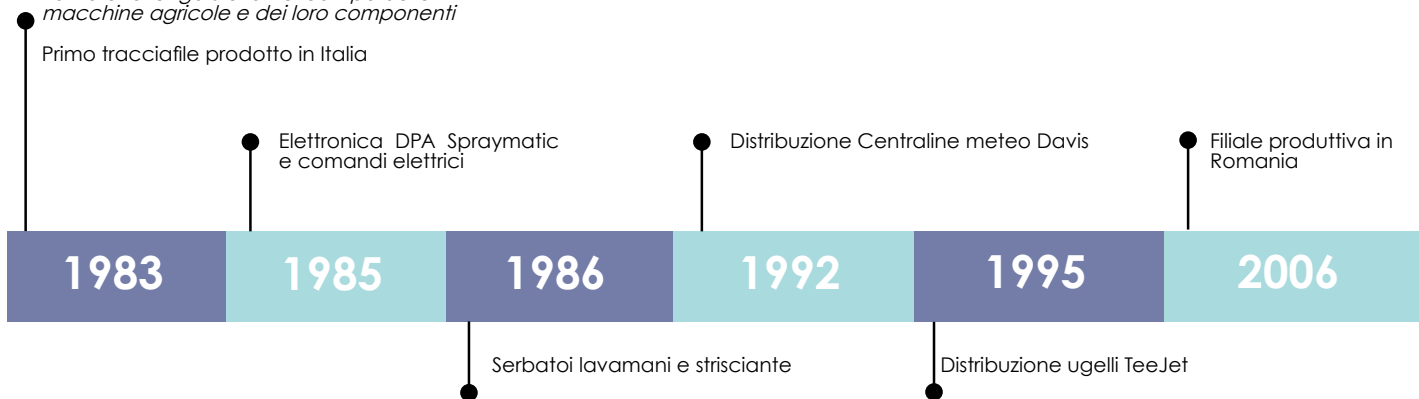 macchine agricole e dei loro componenti
Primo tracciafile prodotto in Italia
Elettronica DPA Spraymatic
e comandi elettrici
Distribuzione Centraline meteo Davis
Filiale produttiva in
Romania
1983
1985
1986
1992
1995
2006
Serbatoi lavamani e strisciante
Distribuzione ugelli TeeJet